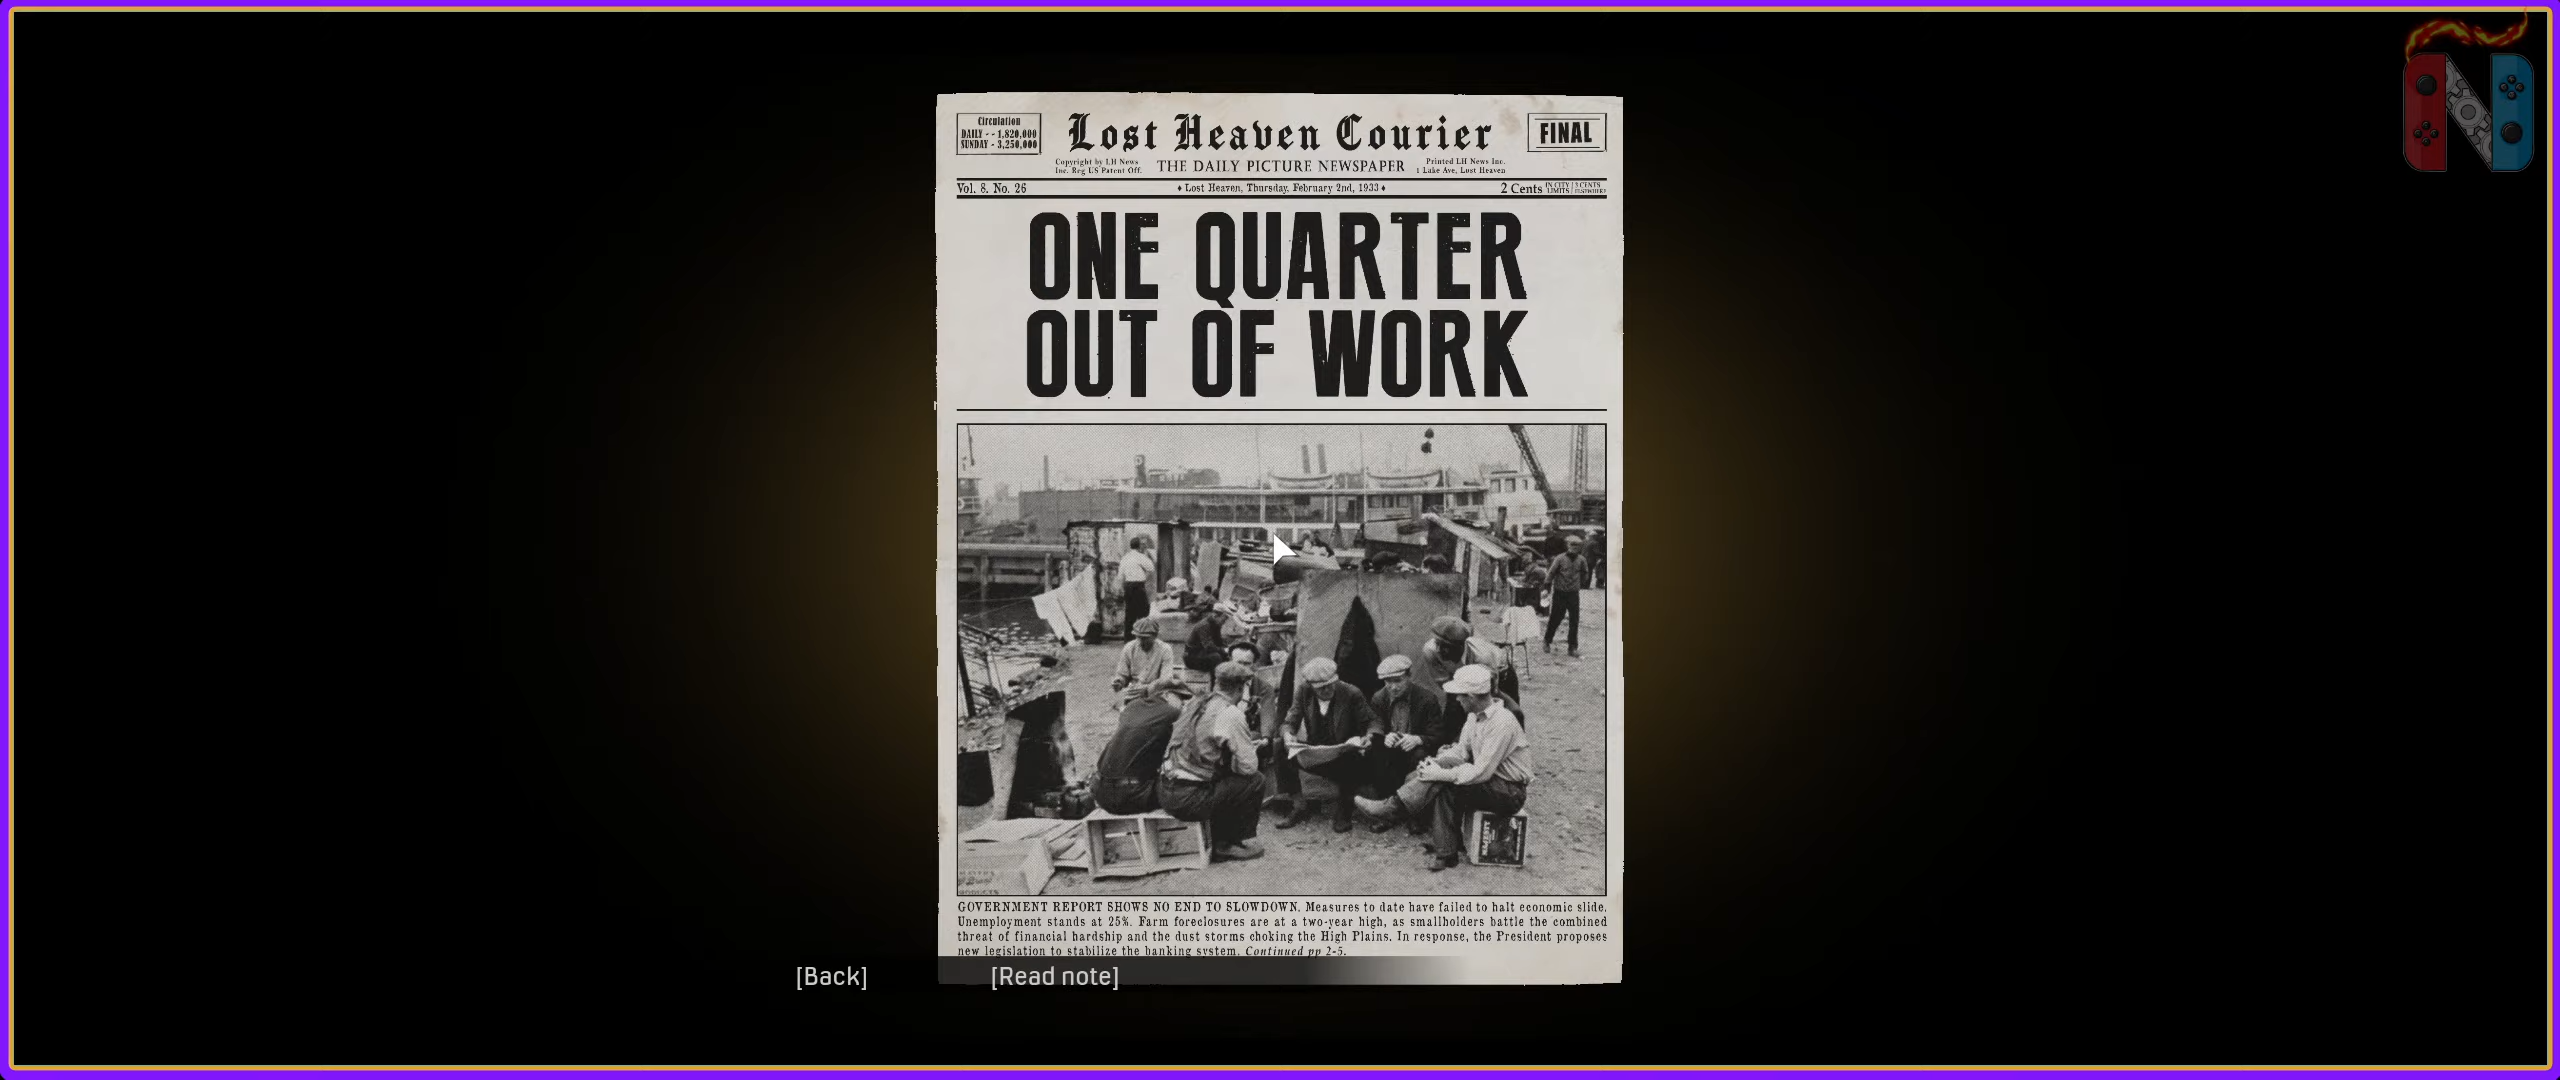 Circulation
DAILY - - 1,820,000
SUNDAY - 3,250,000
Lost Heaven Courier
FINAL
Copyright by LH News
Inc. Reg US Patent Off.
THE DAILY PICTURE NEWSPAPER
Printed LH News Inc.
1 Lake Ave, Lost Heaven
Vol. 8. No. 26
♦ Lost Heaven, Thursday, February 2nd, 1933 ♦
2 Cents
IN CITY LIMITS
3 CENTS ELSEWHERE
ONE QUARTER
OUT OF WORK
GOVERNMENT REPORT SHOWS NO END TO SLOWDOWN. Measures to date have failed to halt economic slide.
Unemployment stands at 25%. Farm foreclosures are at a two-year high, as smallholders battle the combined
threat of financial hardship and the dust storms choking the High Plains. In response, the President proposes
new legislation to stabilize the banking system. Continued pp 2-5.
[Back]
[Read note]